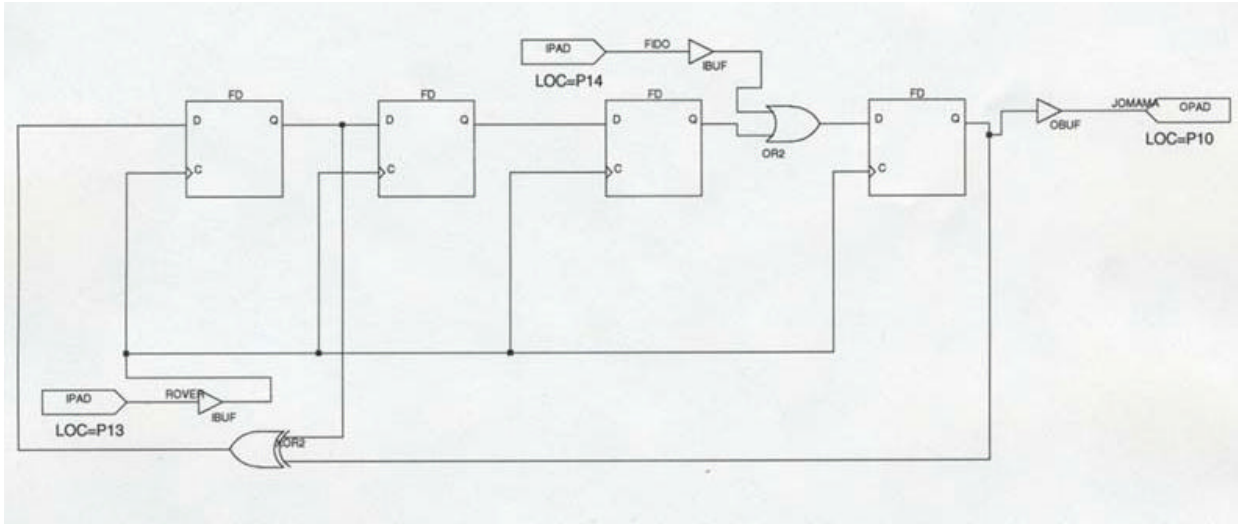 IPAD
FIDO
IBUF
LOC=P14
FD
D
Q
C
FD
D
Q
C
FD
D
Q
C
OR2
FD
D
Q
C
OBUF
JOMAMA
OPAD
LOC=P10
IPAD
ROVER
IBUF
LOC=P13
XOR2